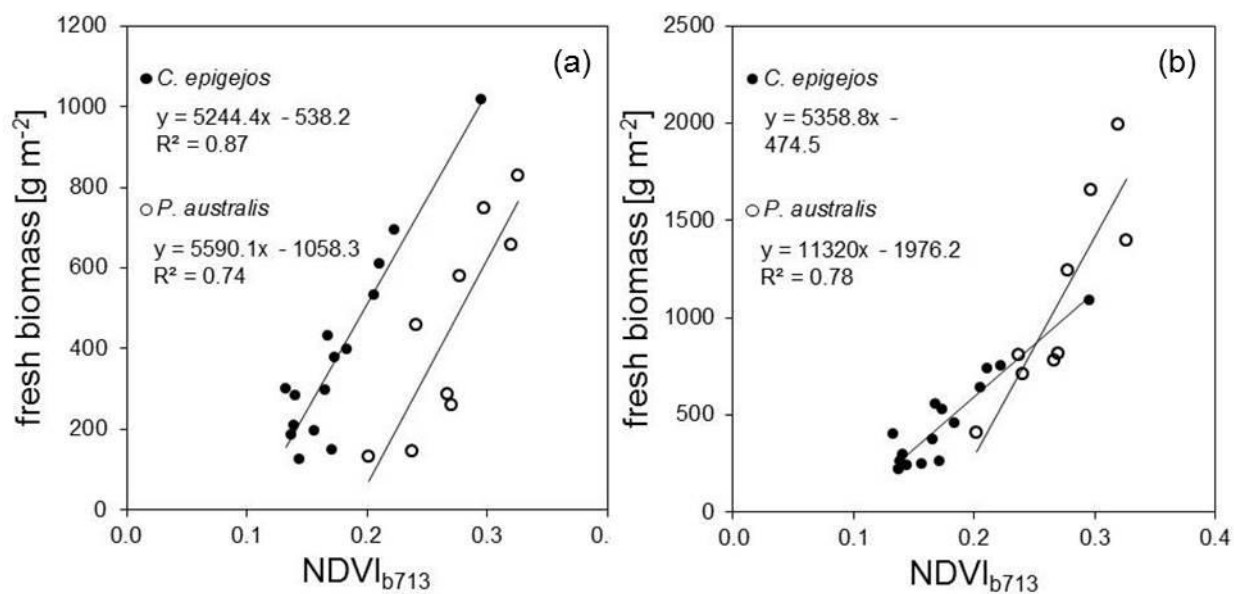 1200
1000
800
600
400
200
0
fresh biomass [g m⁻²]
(a)
C. epigejos
y = 5244.4x - 538.2
R² = 0.87
P. australis
y = 5590.1x - 1058.3
R² = 0.74
0.0
0.1
0.2
0.3
0.
NDVI_b713
2500
2000
1500
1000
500
0
fresh biomass [g m⁻²]
(b)
C. epigejos
y = 5358.8x -
474.5
P. australis
y = 11320x - 1976.2
R² = 0.78
0.0
0.1
0.2
0.3
0.4
NDVI_b713